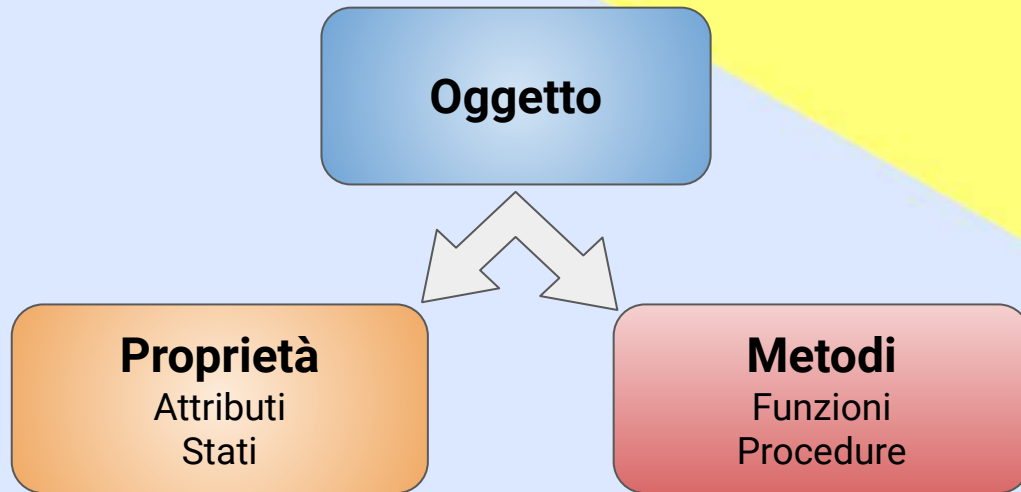 Oggetto
Proprietà
Attributi
Stati
Metodi
Funzioni
Procedure